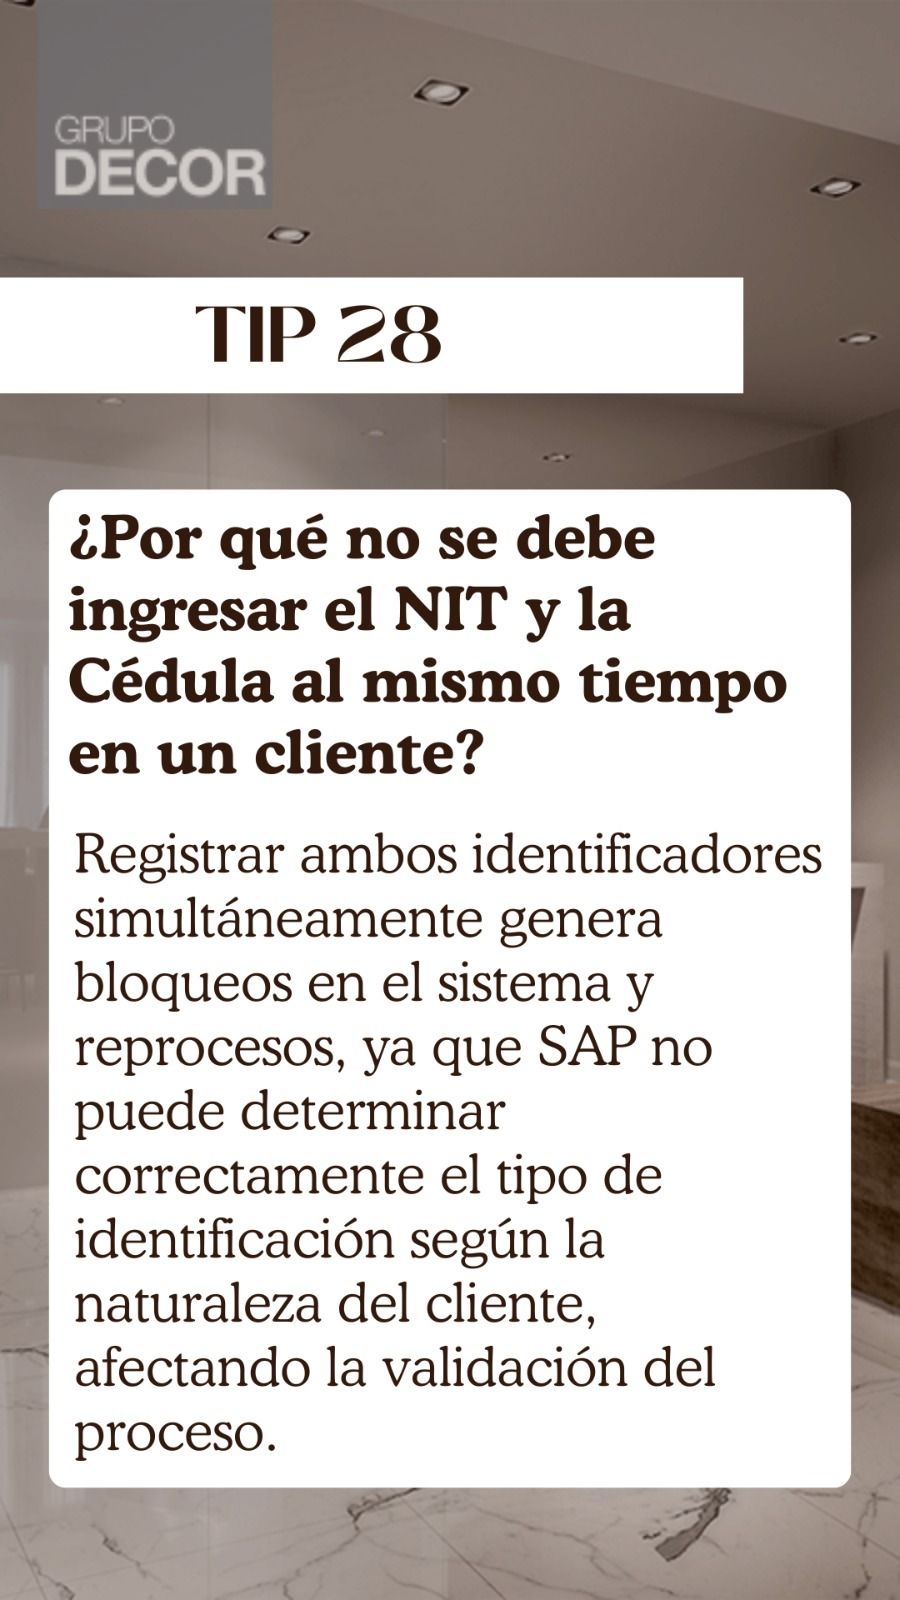 GRUPO
DECOR
TIP 28
¿Por qué no se debe
ingresar el NIT y la
Cédula al mismo tiempo
en un cliente?
Registrar ambos identificadores
simultáneamente genera
bloqueos en el sistema y
reprocesos, ya que SAP no
puede determinar
correctamente el tipo de
identificación según la
naturaleza del cliente,
afectando la validación del
proceso.